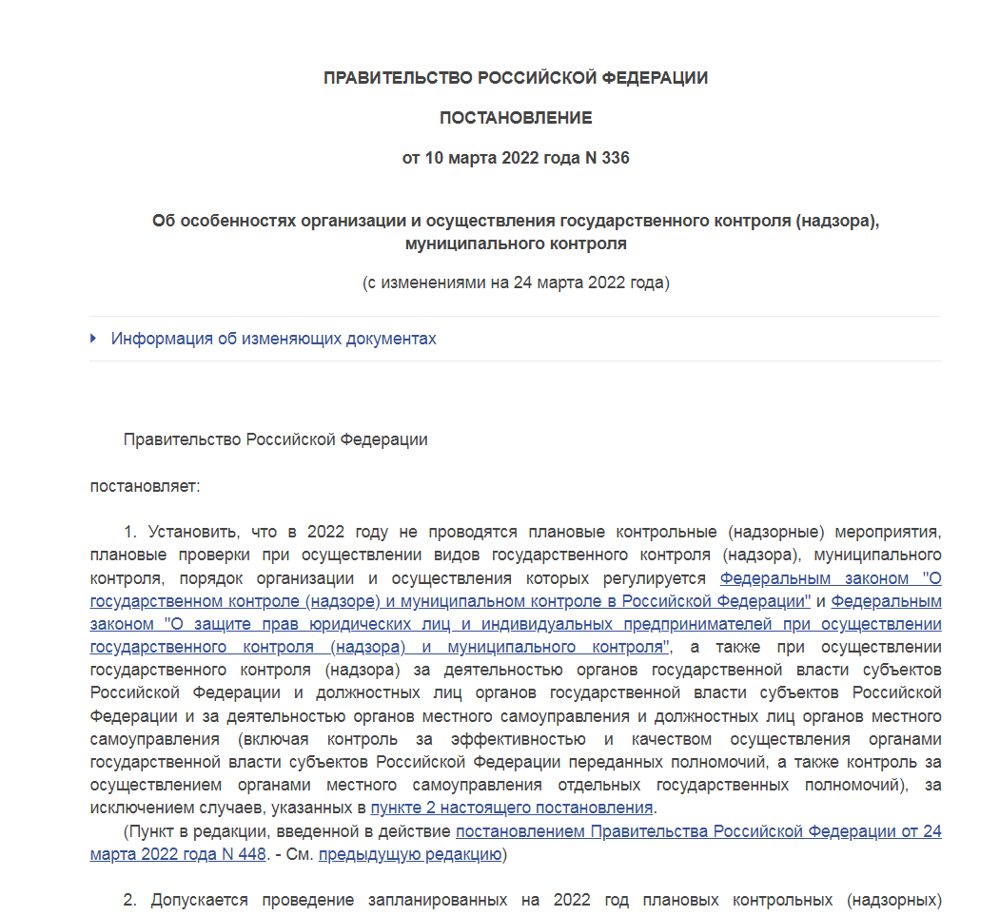 ПРАВИТЕЛЬСТВО РОССИЙСКОЙ ФЕДЕРАЦИИ
ПОСТАНОВЛЕНИЕ
от 10 марта 2022 года N 336
Об особенностях организации и осуществления государственного контроля (надзора),
муниципального контроля
(с изменениями на 24 марта 2022 года)
Информация об изменяющих документах
Правительство Российской Федерации
постановляет:
1. Установить, что в 2022 году не проводятся плановые контрольные (надзорные) мероприятия,
плановые проверки при осуществлении видов государственного контроля (надзора), муниципального
контроля, порядок организации и осуществления которых регулируется Федеральным законом "О
государственном контроле (надзоре) и муниципальном контроле в Российской Федерации" и Федеральным
законом "О защите прав юридических лиц и индивидуальных предпринимателей при осуществлении
государственного контроля (надзора) и муниципального контроля", а также при осуществлении
государственного контроля (надзора) за деятельностью органов государственной власти субъектов
Российской Федерации и должностных лиц органов государственной власти субъектов Российской
Федерации и за деятельностью органов местного самоуправления и должностных лиц органов местного
самоуправления (включая контроль за эффективностью и качеством осуществления органами
государственной власти субъектов Российской Федерации переданных полномочий, а также контроль за
осуществлением органами местного самоуправления отдельных государственных полномочий), за
исключением случаев, указанных в пункте 2 настоящего постановления.
(Пункт в редакции, введенной в действие постановлением Правительства Российской Федерации от 24
марта 2022 года N 448. - См. предыдущую редакцию)
2. Допускается проведение запланированных на 2022 год плановых контрольных (надзорных)